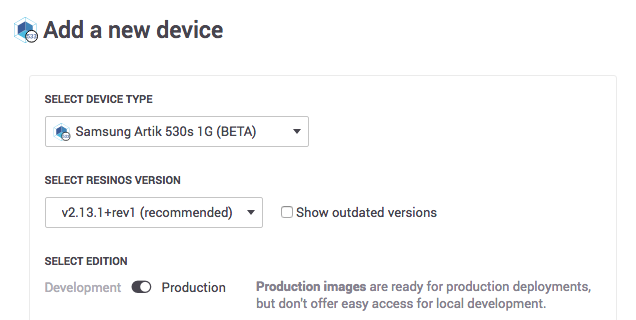 Add a new device
SELECT DEVICE TYPE
Samsung Artik 530s 1G (BETA)
SELECT RESINOS VERSION
v2.13.1+rev1 (recommended)
Show outdated versions
SELECT EDITION
Development
Production
Production images are ready for production deployments,
but don't offer easy access for local development.